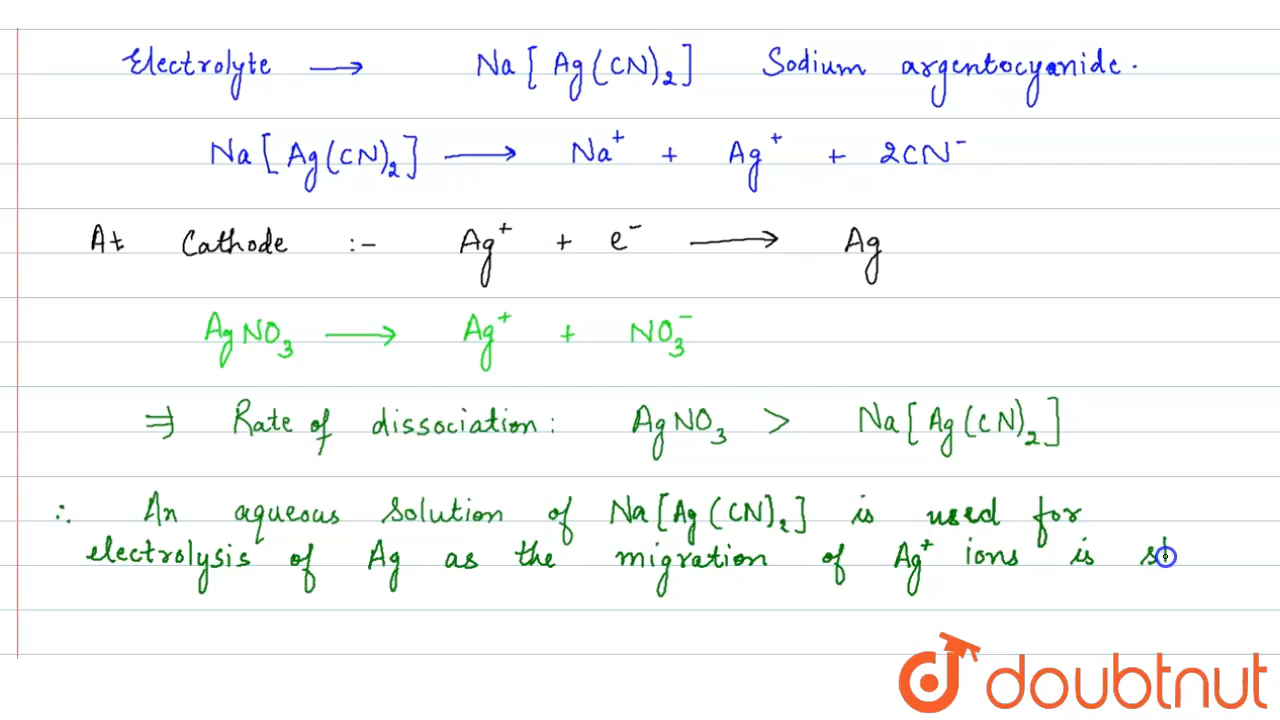 Electrolyte → Na[Ag(CN)₂] Sodium argentocyanide.
Na[Ag(CN)₂] → Na⁺ + Ag⁺ + 2CN⁻
At Cathode :- Ag⁺ + e⁻ → Ag
AgNO₃ → Ag⁺ + NO₃⁻
⇒ Rate of dissociation: AgNO₃ > Na[Ag(CN)₂]
∴ An aqueous solution of Na[Ag(CN)₂] is used for
electrolysis of Ag as the migration of Ag⁺ ions is sl
doubtnut